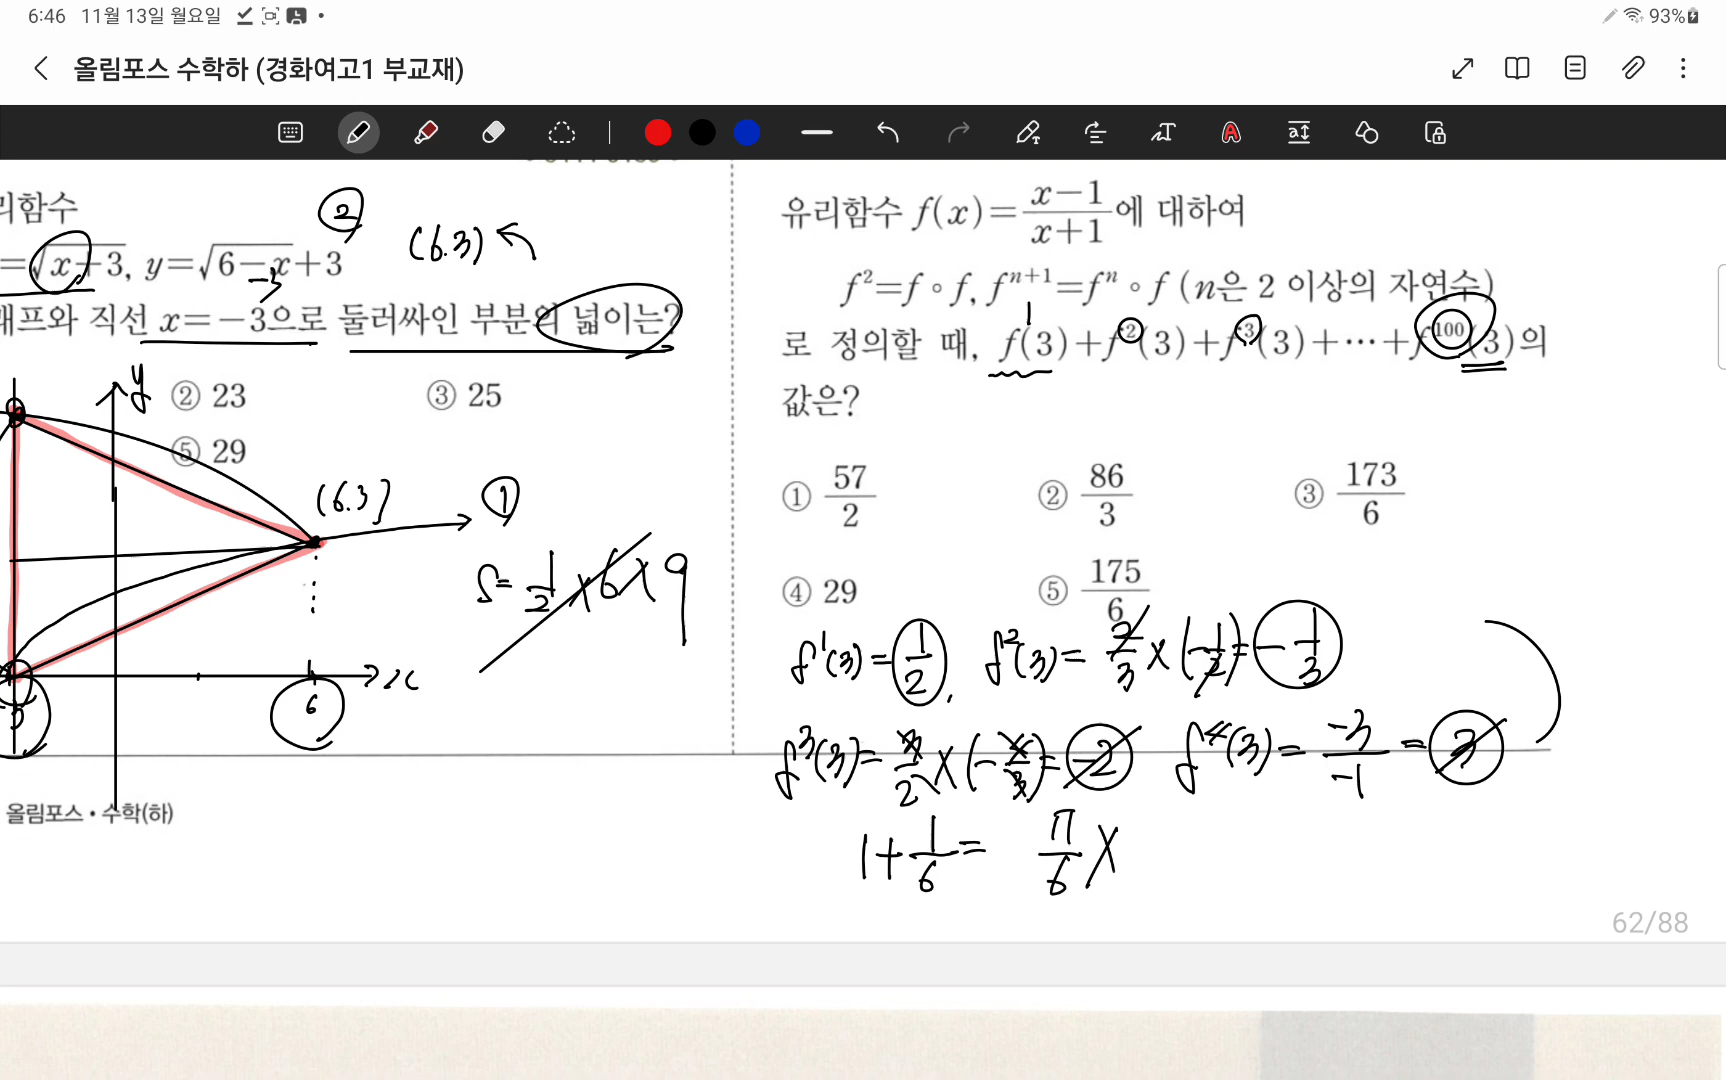 6:46 11월 13일 월요일
93%
올림포스 수학하 (경화여고1 부교재)
리함수
=√x+3, y=√6−x+3
래프와 직선 x=−3으로 둘러싸인 부분의 넓이는?
② 23 ③ 25
⑤ 29
② (6.3)
−3
y
(6.3)
①
S= 1/2 ×6×9
6
x
올림포스 • 수학(하)
유리함수 f(x)=(x−1)/(x+1)에 대하여
f²=f∘f, fⁿ⁺¹=fⁿ∘f (n은 2 이상의 자연수)
로 정의할 때, f(3)+f²(3)+f³(3)+⋯+f¹⁰⁰(3)의
값은?
① 57/2 ② 86/3 ③ 173/6
④ 29 ⑤ 175/6
f¹(3)= 1/2, f²(3)= 2/3 ×(−1/2)= −1/3
f³(3)= 3/2 ×(−4/3)= −2 f⁴(3)= −3/−1 = 3
1+ 1/6 = 7/6 ×
62/88